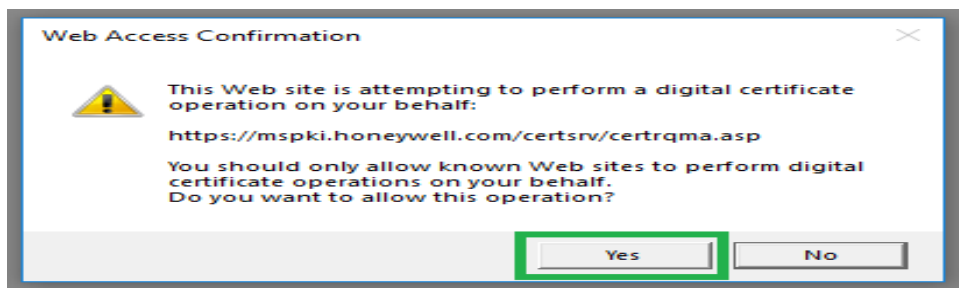 Web Access Confirmation
This Web site is attempting to perform a digital certificate
operation on your behalf:
https://mspki.honeywell.com/certsrv/certrqma.asp
You should only allow known Web sites to perform digital
certificate operations on your behalf.
Do you want to allow this operation?
Yes No